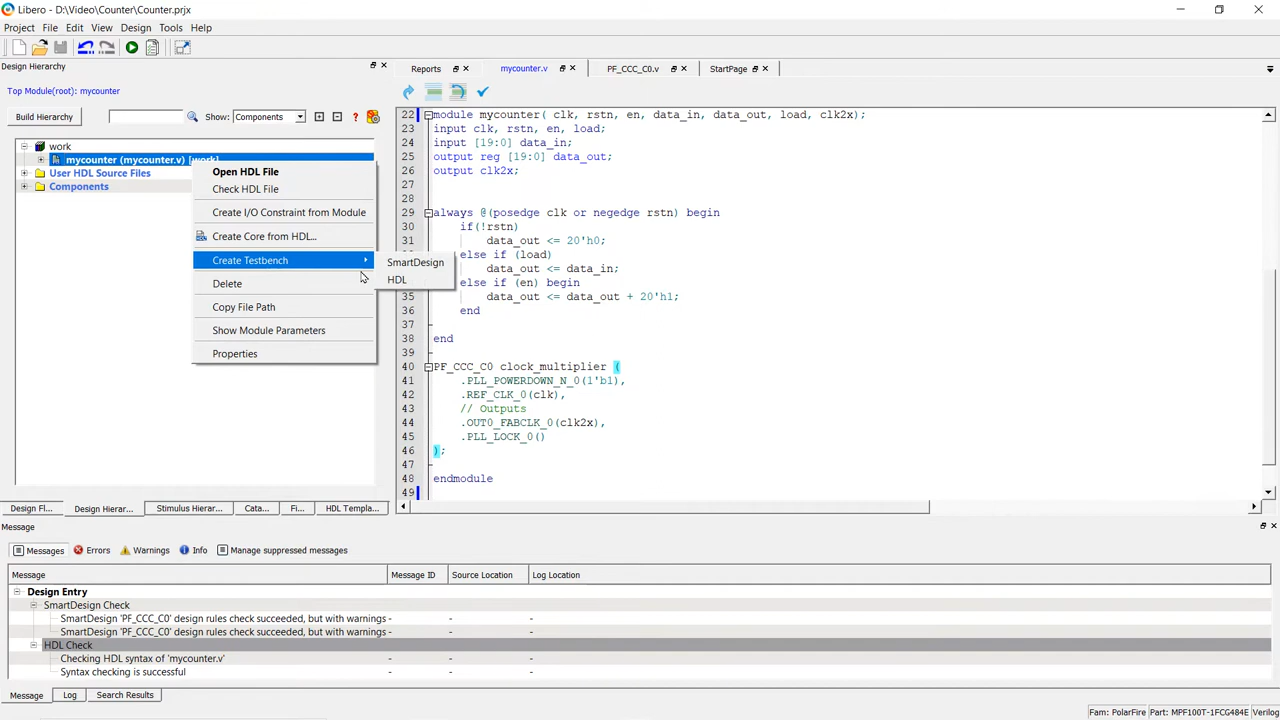 Libero - D:\Video\Counter\Counter.prjx
Project File Edit View Design Tools Help
Design Hierarchy
Top Module(root): mycounter
Build Hierarchy Show: Components
work
mycounter (mycounter.v) [work]
User HDL Source Files
Components
Open HDL File
Check HDL File
Create I/O Constraint from Module
Create Core from HDL...
Create Testbench
Delete
Copy File Path
Show Module Parameters
Properties
SmartDesign
HDL
Design Fl... Design Hierar... Stimulus Hierar... Cata... Fi... HDL Templa...
Reports mycounter.v PF_CCC_C0.v StartPage
22 module mycounter( clk, rstn, en, data_in, data_out, load, clk2x);
23 input clk, rstn, en, load;
24 input [19:0] data_in;
25 output reg [19:0] data_out;
26 output clk2x;
27
28
29 always @(posedge clk or negedge rstn) begin
30 if(!rstn)
31 data_out <= 20'h0;
32 else if (load)
33 data_out <= data_in;
34 else if (en) begin
35 data_out <= data_out + 20'h1;
36 end
37
38 end
39
40 PF_CCC_C0 clock_multiplier (
41 .PLL_POWERDOWN_N_0(1'b1),
42 .REF_CLK_0(clk),
43 // Outputs
44 .OUT0_FABCLK_0(clk2x),
45 .PLL_LOCK_0()
46 );
47
48 endmodule
49
Message
Messages Errors Warnings Info Manage suppressed messages
Message Message ID Source Location Log Location
Design Entry
SmartDesign Check
SmartDesign 'PF_CCC_C0' design rules check succeeded, but with warnings - - -
SmartDesign 'PF_CCC_C0' design rules check succeeded, but with warnings - - -
HDL Check
Checking HDL syntax of 'mycounter.v' - - -
Syntax checking is successful - - -
Message Log Search Results
Fam: PolarFire Part: MPF100T-1FCG484E Verilog